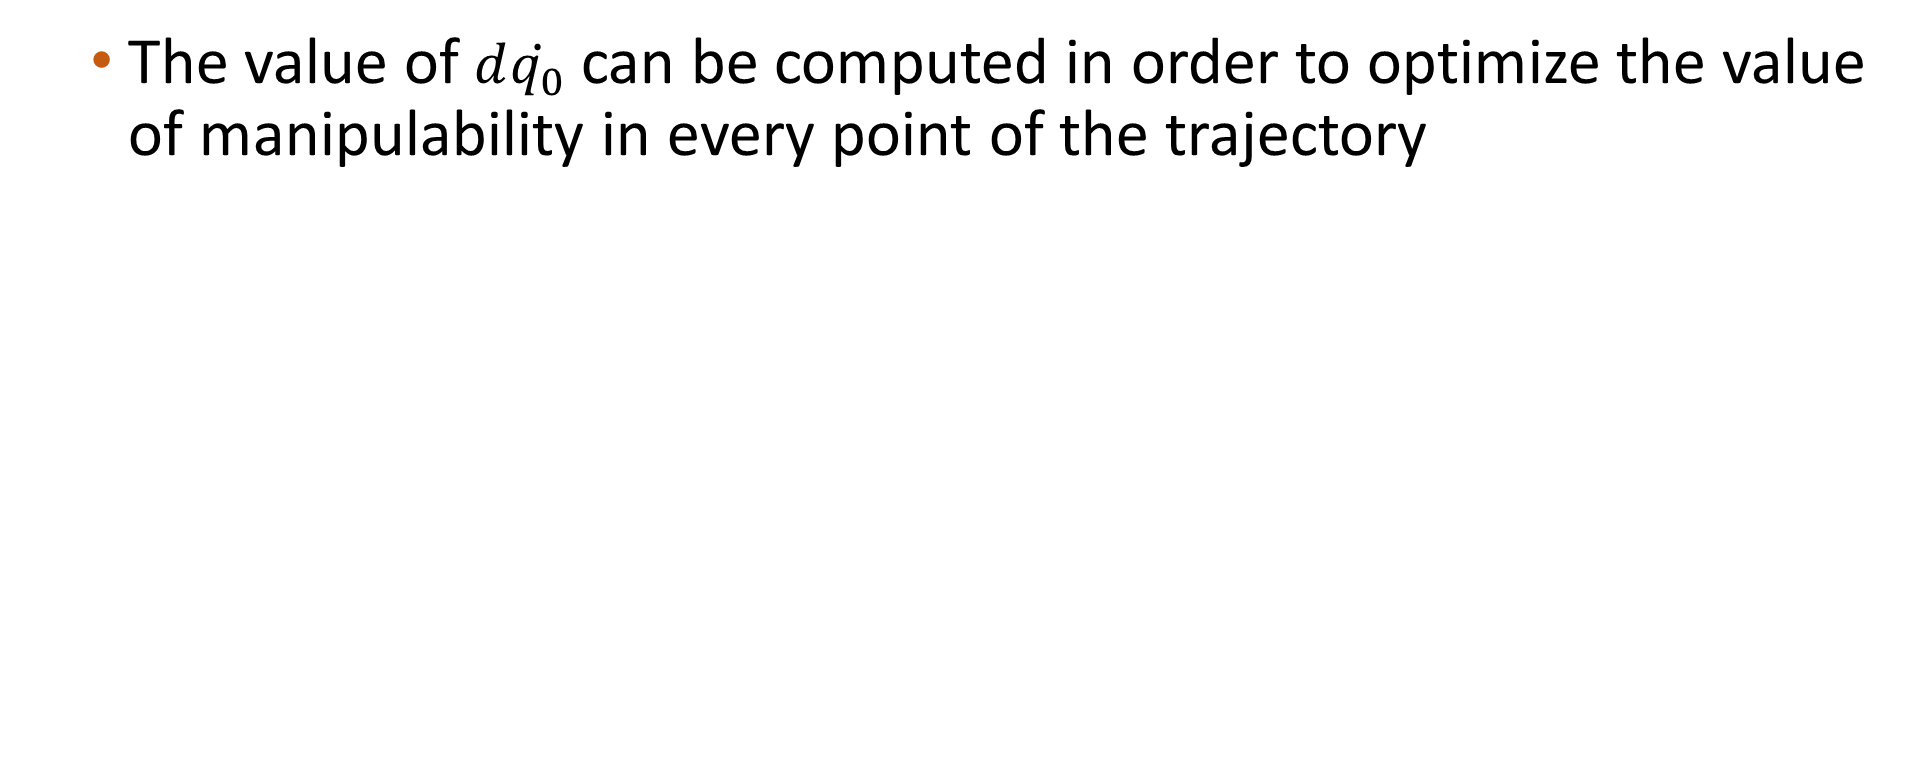 • The value of dq̇₀ can be computed in order to optimize the value
of manipulability in every point of the trajectory